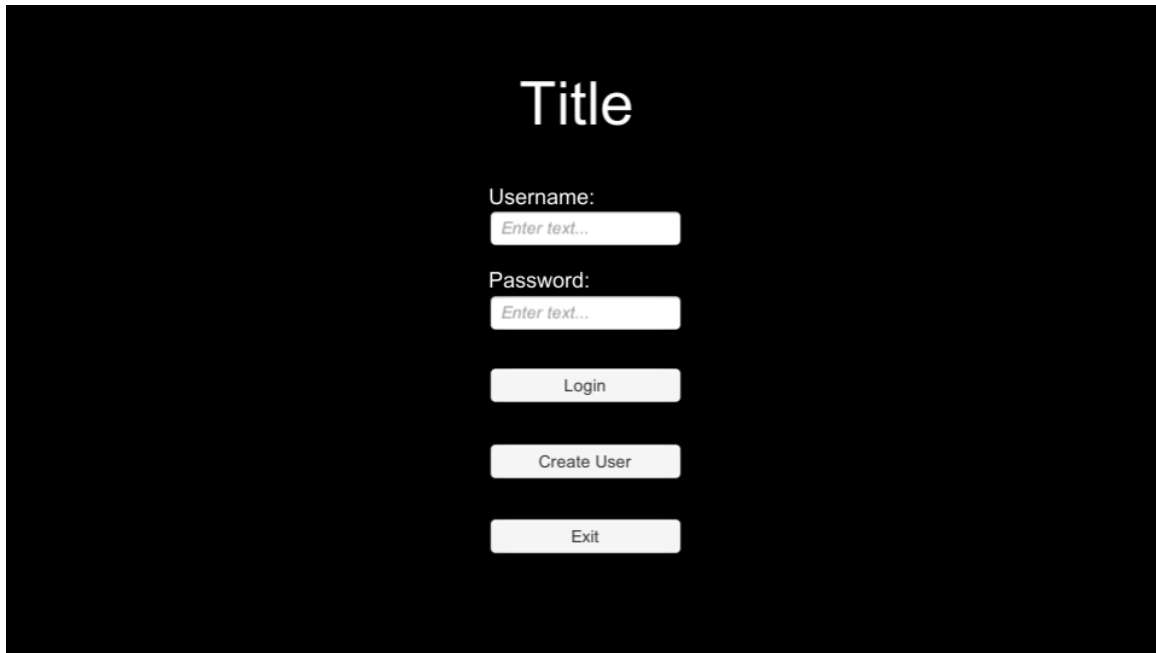 Title
Username:
Enter text...
Password:
Enter text...
Login
Create User
Exit